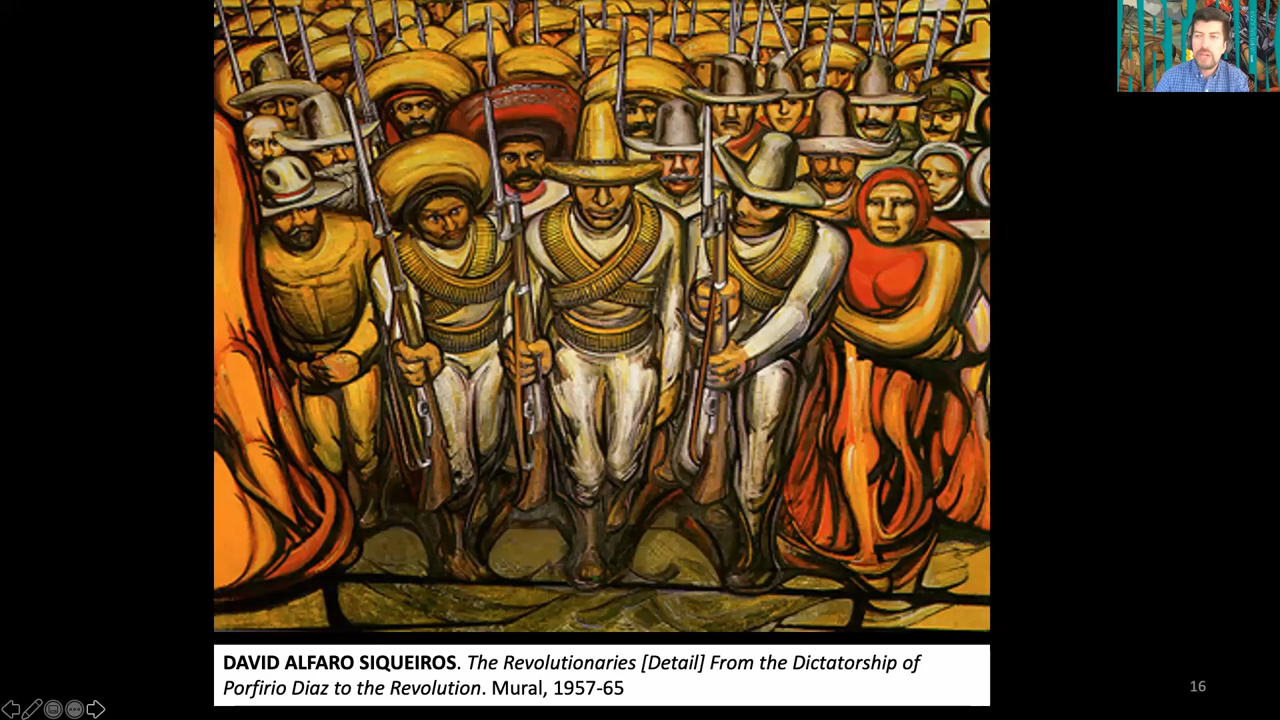 DAVID ALFARO SIQUEIROS. The Revolutionaries [Detail] From the Dictatorship of
Porfirio Diaz to the Revolution. Mural, 1957-65
16